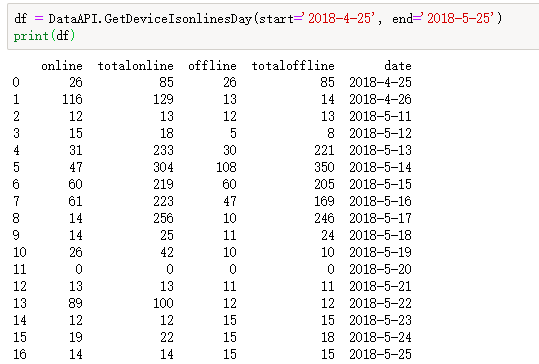 df = DataAPI.GetDeviceIsonlinesDay(start='2018-4-25', end='2018-5-25')
print(df)
online totalonline offline totaloffline date
0 26 85 26 85 2018-4-25
1 116 129 13 14 2018-4-26
2 12 13 12 13 2018-5-11
3 15 18 5 8 2018-5-12
4 31 233 30 221 2018-5-13
5 47 304 108 350 2018-5-14
6 60 219 60 205 2018-5-15
7 61 223 47 169 2018-5-16
8 14 256 10 246 2018-5-17
9 14 25 11 24 2018-5-18
10 26 42 10 10 2018-5-19
11 0 0 0 0 2018-5-20
12 13 13 11 11 2018-5-21
13 89 100 12 12 2018-5-22
14 12 12 15 15 2018-5-23
15 19 22 15 18 2018-5-24
16 14 14 15 15 2018-5-25